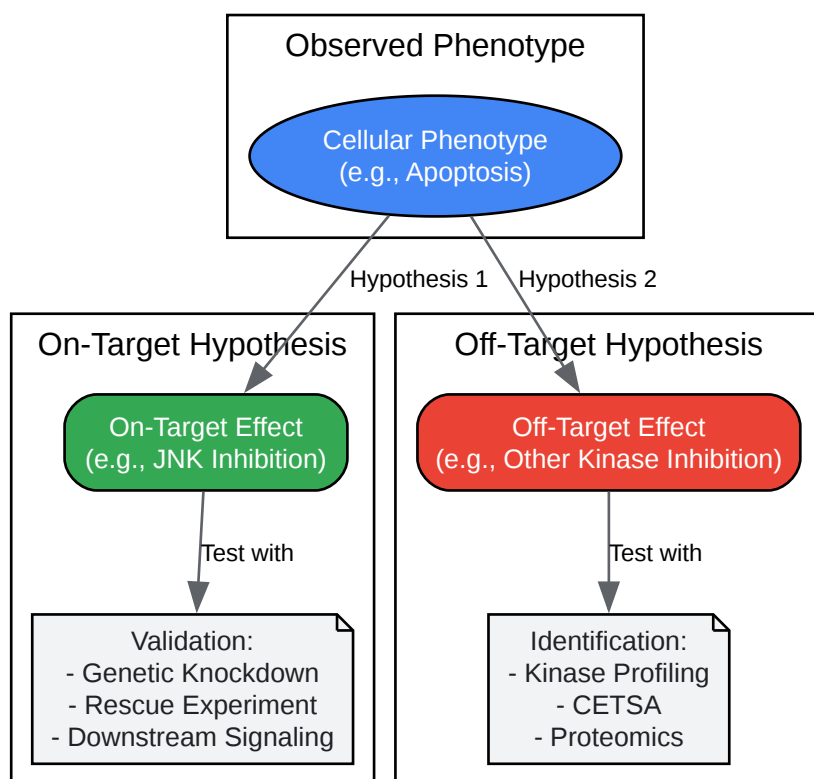 Observed Phenotype
Cellular Phenotype
(e.g., Apoptosis)
Hypothesis 1
Hypothesis 2
On-Target Hypothesis
On-Target Effect
(e.g., JNK Inhibition)
Test with
Validation:
- Genetic Knockdown
- Rescue Experiment
- Downstream Signaling
Off-Target Hypothesis
Off-Target Effect
(e.g., Other Kinase Inhibition)
Test with
Identification:
- Kinase Profiling
- CETSA
- Proteomics